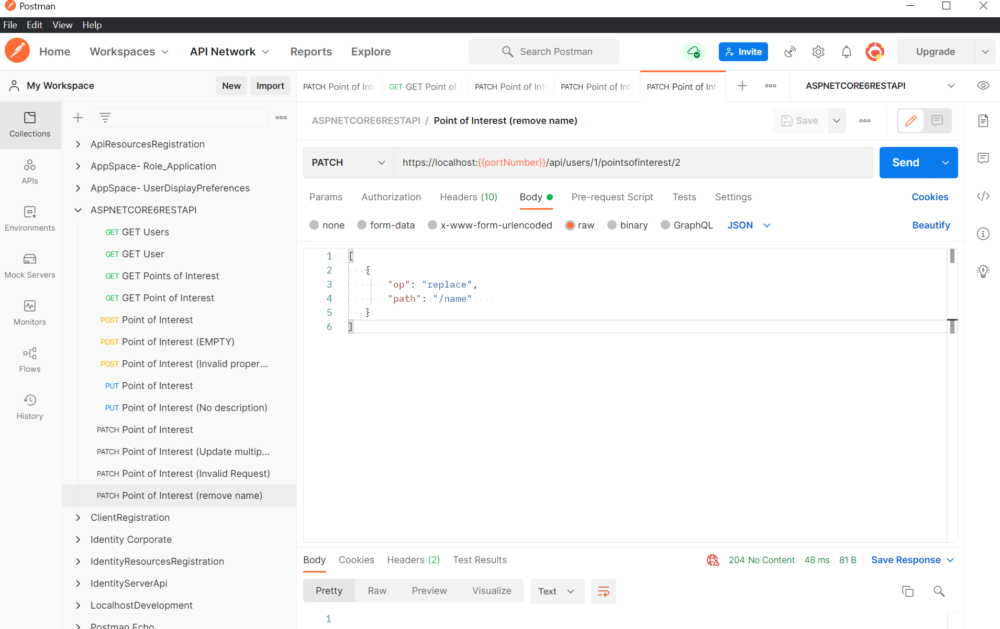 Postman
File Edit View Help
Home Workspaces API Network Reports Explore Search Postman Invite Upgrade
My Workspace New Import PATCH Point of Int GET GET Point of PATCH Point of Int PATCH Point of Int PATCH Point of Int ooo ASPNETCORE6RESTAPI
Collections
APIs
Environments
Mock Servers
Monitors
Flows
History
ApiResourcesRegistration
AppSpace- Role_Application
AppSpace- UserDisplayPreferences
ASPNETCORE6RESTAPI
GET GET Users
GET GET User
GET GET Points of Interest
GET GET Point of Interest
POST Point of Interest
POST Point of Interest (EMPTY)
POST Point of Interest (Invalid proper...
PUT Point of Interest
PUT Point of Interest (No description)
PATCH Point of Interest
PATCH Point of Interest (Update multip...
PATCH Point of Interest (Invalid Request)
PATCH Point of Interest (remove name)
ClientRegistration
Identity Corporate
IdentityResourcesRegistration
IdentityServerApi
LocalhostDevelopment
Postman Echo
ASPNETCORE6RESTAPI / Point of Interest (remove name) Save
PATCH https://localhost:{{portNumber}}/api/users/1/pointsofinterest/2 Send
Params Authorization Headers (10) Body Pre-request Script Tests Settings Cookies
none form-data x-www-form-urlencoded raw binary GraphQL JSON Beautify
1 [
2 {
3 "op": "replace",
4 "path": "/name"
5 }
6 ]
Body Cookies Headers (2) Test Results 204 No Content 48 ms 81 B Save Response
Pretty Raw Preview Visualize Text
1